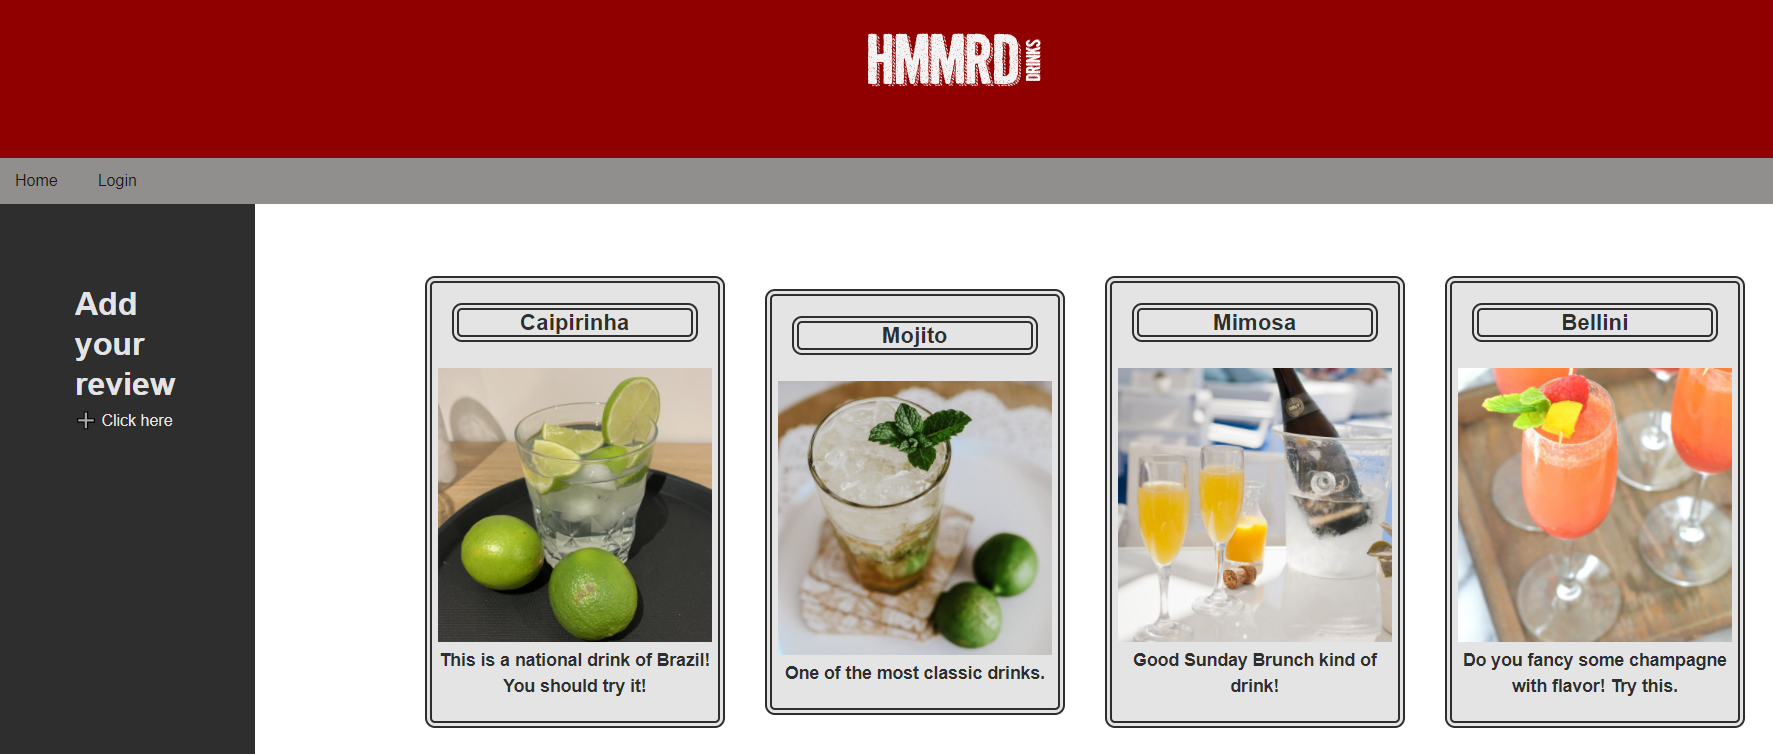 HMMRD DRINKS
Home Login
Add
your
review
Click here
Caipirinha
This is a national drink of Brazil!
You should try it!
Mojito
One of the most classic drinks.
Mimosa
Good Sunday Brunch kind of
drink!
Bellini
Do you fancy some champagne
with flavor! Try this.